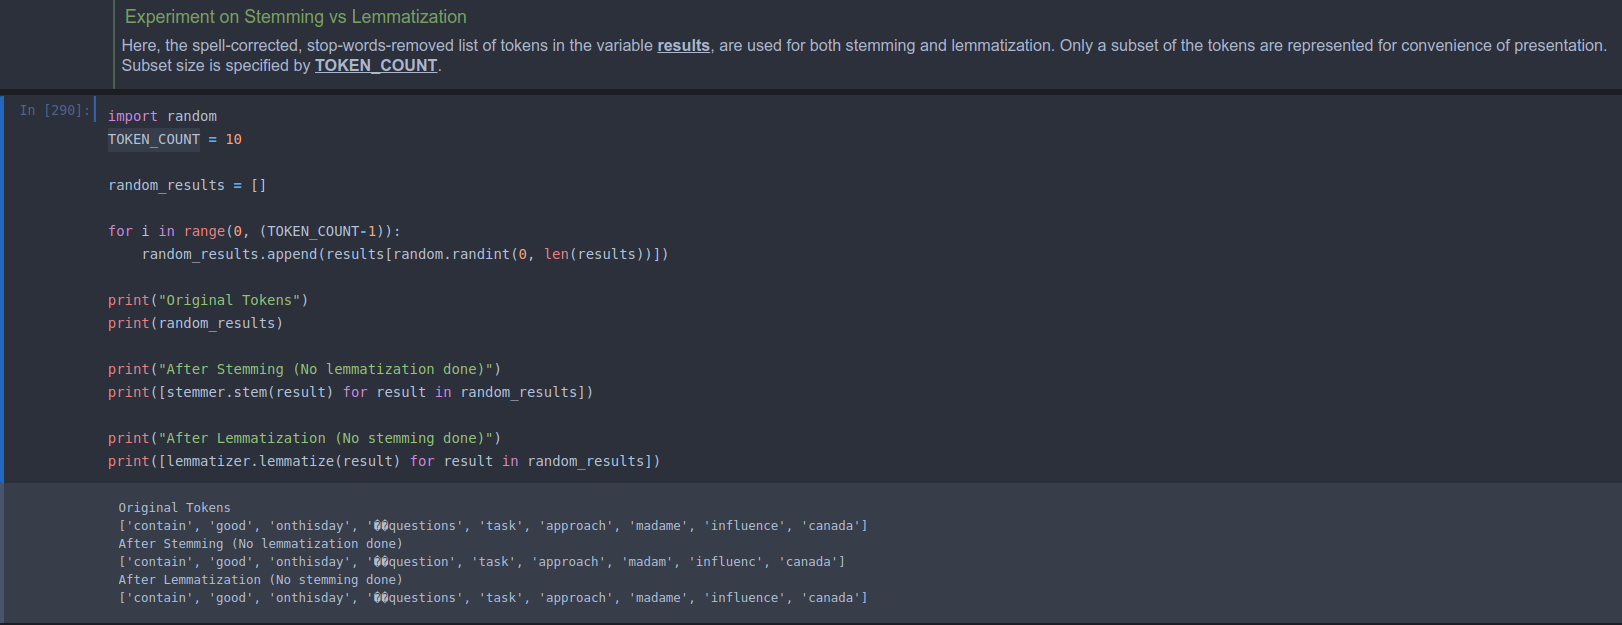 Experiment on Stemming vs Lemmatization
Here, the spell-corrected, stop-words-removed list of tokens in the variable results, are used for both stemming and lemmatization. Only a subset of the tokens are represented for convenience of presentation.
Subset size is specified by TOKEN_COUNT.
In [290]:
import random
TOKEN_COUNT = 10
random_results = []
for i in range(0, (TOKEN_COUNT-1)):
    random_results.append(results[random.randint(0, len(results))])
print("Original Tokens")
print(random_results)
print("After Stemming (No lemmatization done)")
print([stemmer.stem(result) for result in random_results])
print("After Lemmatization (No stemming done)")
print([lemmatizer.lemmatize(result) for result in random_results])
Original Tokens
['contain', 'good', 'onthisday', '��questions', 'task', 'approach', 'madame', 'influence', 'canada']
After Stemming (No lemmatization done)
['contain', 'good', 'onthisday', '��question', 'task', 'approach', 'madam', 'influenc', 'canada']
After Lemmatization (No stemming done)
['contain', 'good', 'onthisday', '��questions', 'task', 'approach', 'madame', 'influence', 'canada']